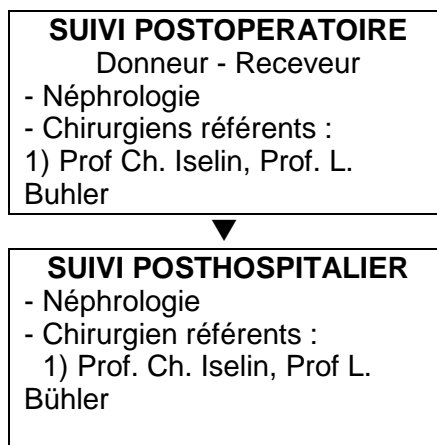 SUIVI POSTOPERATOIRE
Donneur - Receveur
- Néphrologie
- Chirurgiens référents :
1) Prof Ch. Iselin, Prof. L.
Buhler
SUIVI POSTHOSPITALIER
- Néphrologie
- Chirurgien référents :
1) Prof. Ch. Iselin, Prof L.
Bühler